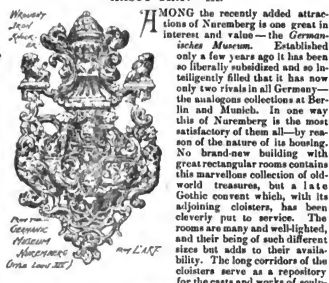 WROUGHT
IRON
KNOCK-
ER
FROM THE
GERMANIC
MUSEUM
NUREMBERG
(STYLE LOUIS XIV)
FROM L'ART
AMONG the recently added attrac-
tions of Nuremberg is one great in
interest and value — the German-
isches Museum. Established
only a few years ago it has been
so liberally subsidized and so in-
telligently filled that it has now
only two rivals in all Germany—
the analogous collections at Ber-
lin and Munich. In one way
this of Nuremberg is the most
satisfactory of them all—by rea-
son of the nature of its housing.
No brand-new building with
great rectangular rooms contains
this marvellous collection of old-
world treasures, but a late
Gothic convent which, with its
adjoining cloisters, has been
cleverly put to service. The
rooms are many and well-lighted,
and their being of such different
sizes but adds to their availa-
bility. The long corridors of the
cloisters serve as a repository
for the casts and works of sculp-